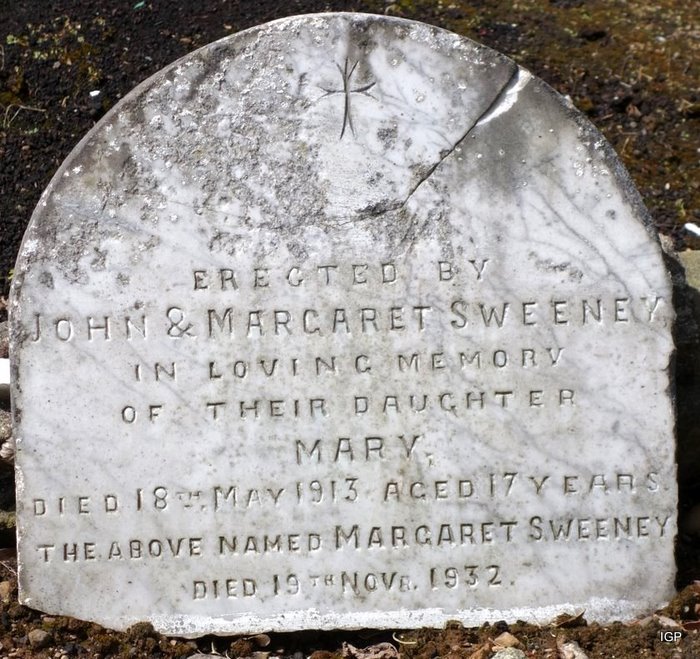 ERECTED BY
JOHN & MARGARET SWEENEY
IN LOVING MEMORY
OF THEIR DAUGHTER
MARY,
DIED 18TH MAY 1913 AGED 17 YEARS.
THE ABOVE NAMED MARGARET SWEENEY
DIED 19TH NOVR. 1932.
IGP